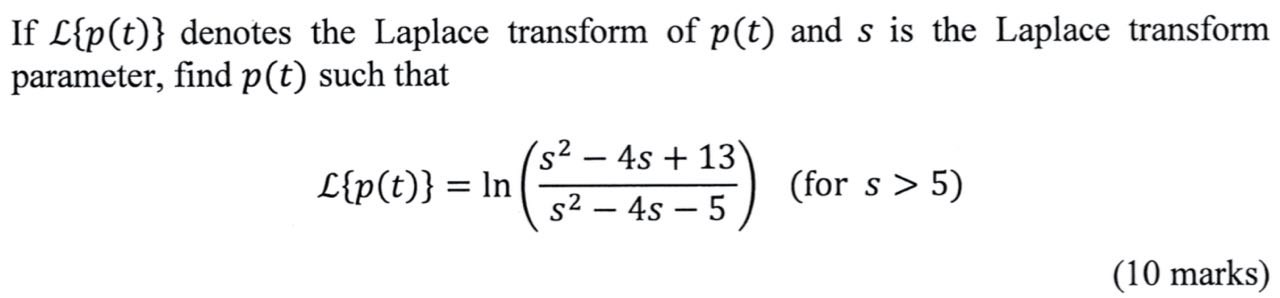 If ℒ{p(t)} denotes the Laplace transform of p(t) and s is the Laplace transform
parameter, find p(t) such that
ℒ{p(t)} = ln((s² − 4s + 13)/(s² − 4s − 5)) (for s > 5)
(10 marks)